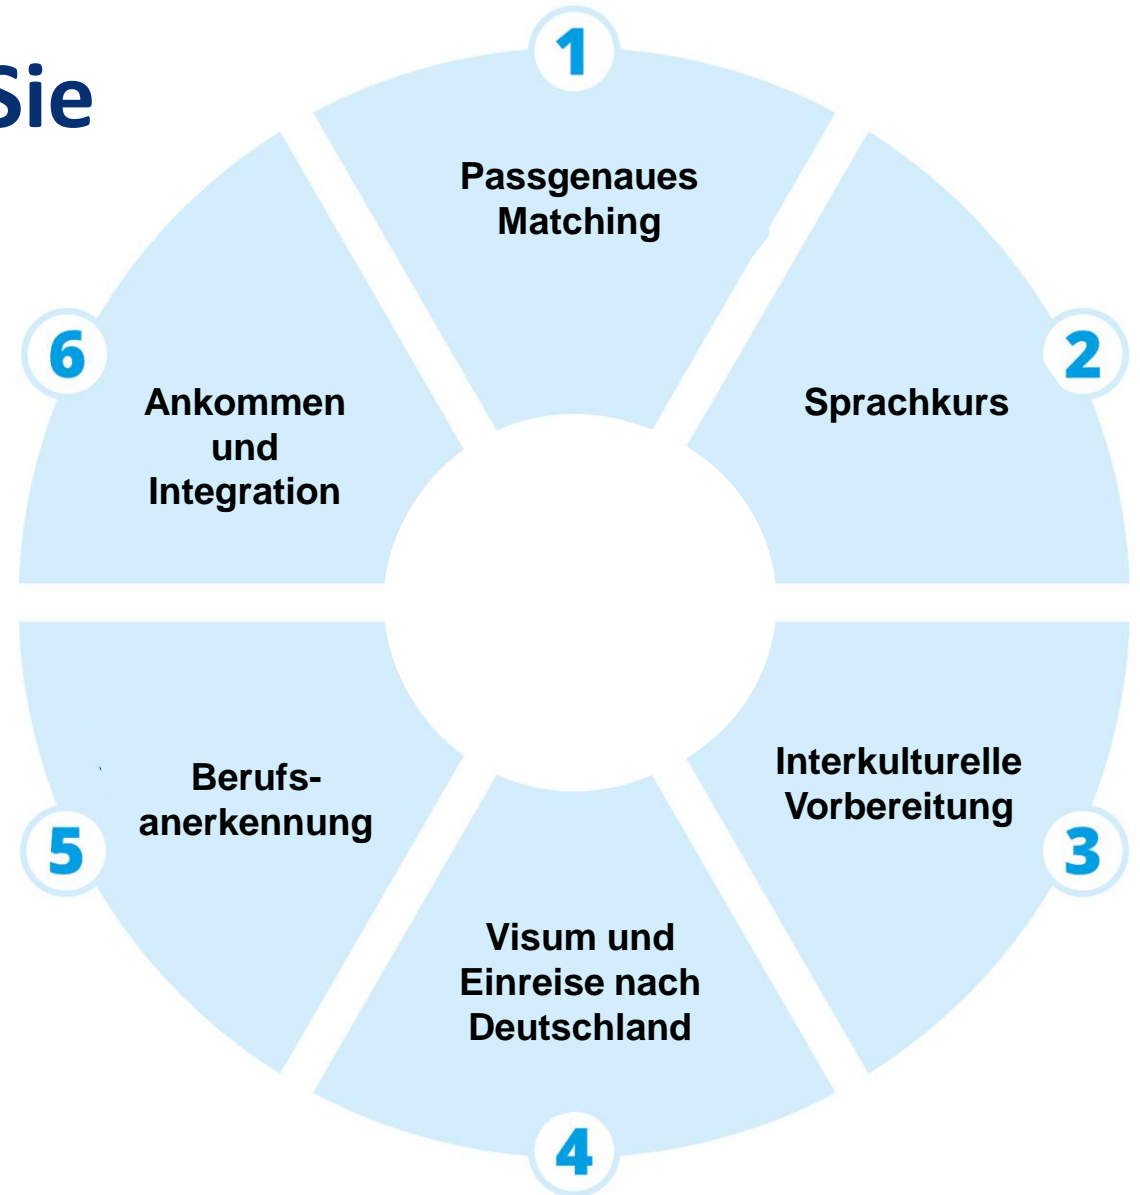 Sie
1
Passgenaues
Matching
2
Sprachkurs
3
Interkulturelle
Vorbereitung
4
Visum und
Einreise nach
Deutschland
5
Berufs-
anerkennung
6
Ankommen
und
Integration